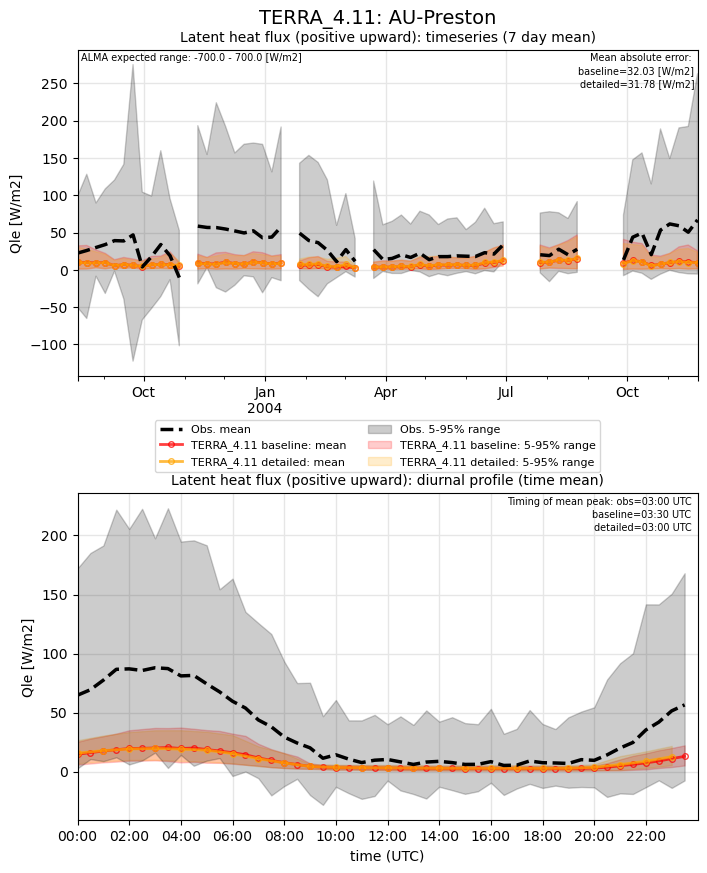 TERRA_4.11: AU-Preston
Latent heat flux (positive upward): timeseries (7 day mean)
ALMA expected range: -700.0 - 700.0 [W/m2]
Mean absolute error:
baseline=32.03 [W/m2]
detailed=31.78 [W/m2]
Qle [W/m2]
250
200
150
100
50
0
−50
−100
Oct
Jan
2004
Apr
Jul
Oct
Obs. mean
TERRA_4.11 baseline: mean
TERRA_4.11 detailed: mean
Obs. 5-95% range
TERRA_4.11 baseline: 5-95% range
TERRA_4.11 detailed: 5-95% range
Latent heat flux (positive upward): diurnal profile (time mean)
Timing of mean peak: obs=03:00 UTC
baseline=03:30 UTC
detailed=03:00 UTC
Qle [W/m2]
200
150
100
50
0
00:00 02:00 04:00 06:00 08:00 10:00 12:00 14:00 16:00 18:00 20:00 22:00
time (UTC)